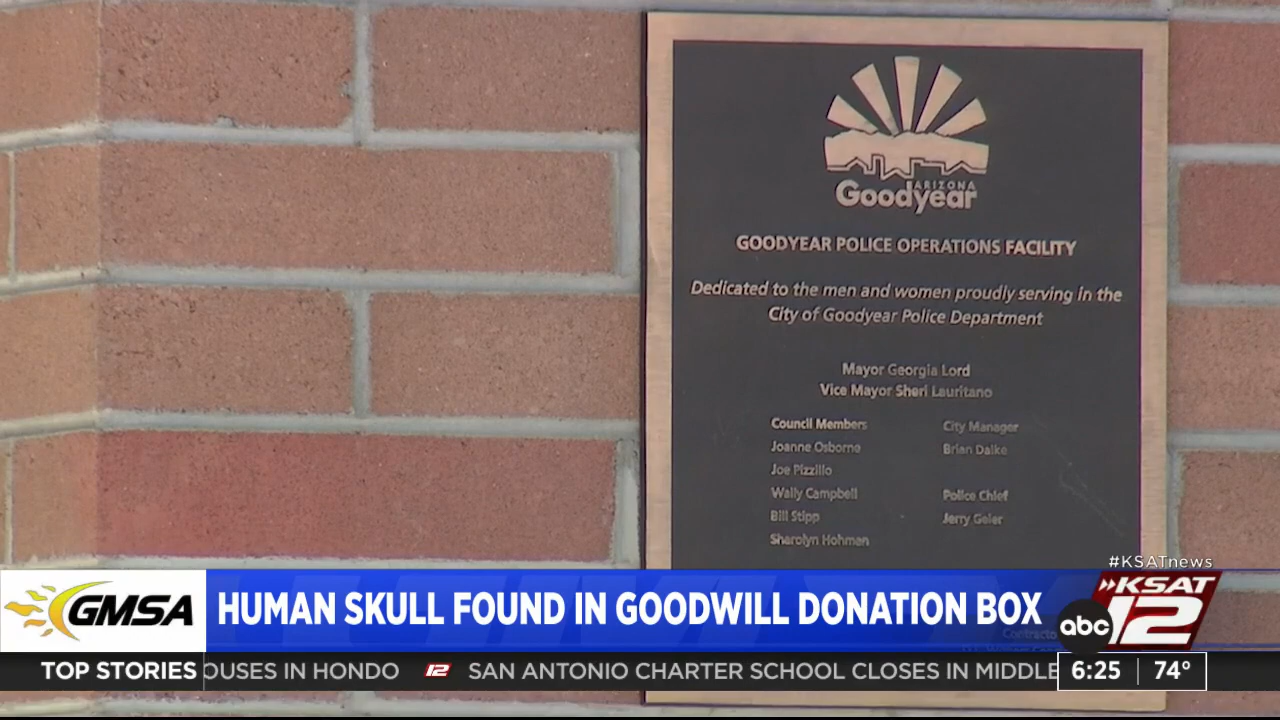 ARIZONA
Goodyear
GOODYEAR POLICE OPERATIONS FACILITY
Dedicated to the men and women proudly serving in the
City of Goodyear Police Department
Mayor Georgia Lord
Vice Mayor Sheri Lauritano
Council Members
Joanne Osborne
Joe Pizzillo
Wally Campbell
Bill Stipp
Sharolyn Hohman
City Manager
Brian Dalke
Police Chief
Jerry Geier
#KSATnews
GMSA
HUMAN SKULL FOUND IN GOODWILL DONATION BOX
abc
KSAT
12
TOP STORIES
OUSES IN HONDO 12 SAN ANTONIO CHARTER SCHOOL CLOSES IN MIDDLE
6:25 74°